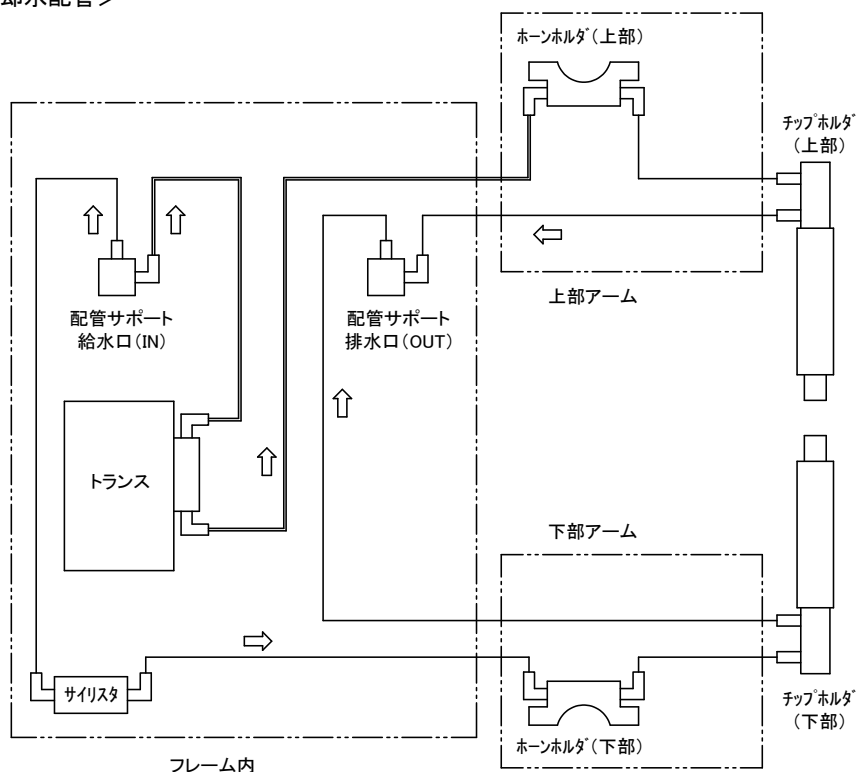 却水配管＞
ホーンホルダ（上部）
チップホルダ
（上部）
上部アーム
配管サポート
給水口（IN）
配管サポート
排水口（OUT）
トランス
下部アーム
サイリスタ
チップホルダ
（下部）
ホーンホルダ（下部）
フレーム内